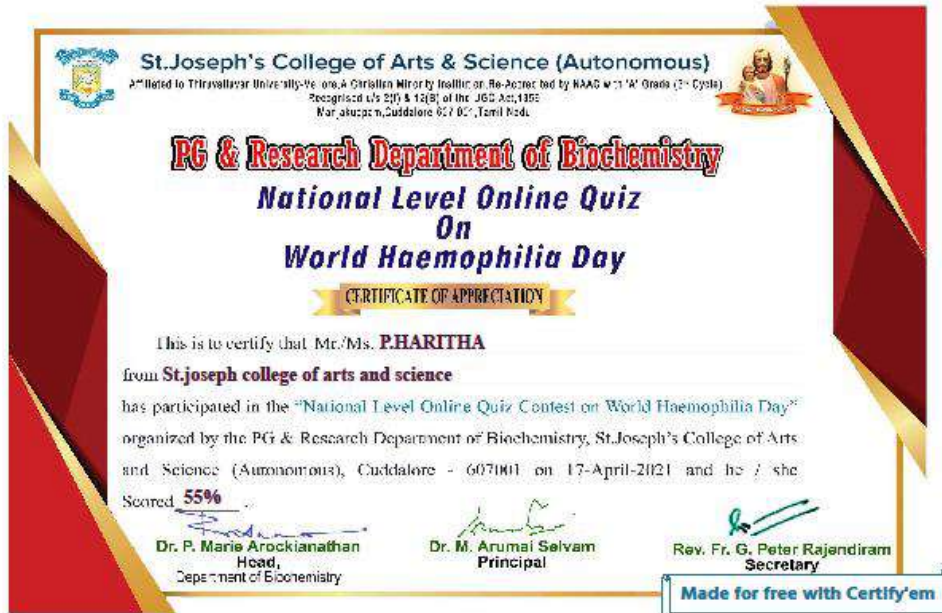 St.Joseph's College of Arts & Science (Autonomous)
Affiliated to Thiruvalluvar University-Vellore,A Christian Minority Institution,Re-Accredited by NAAC with 'A' Grade (3rd Cycle)
Recognised u/s 2(f) & 12(B) of the UGC Act,1956
Manjakuppam,Cuddalore 607 001,Tamil Nadu
PG & Research Department of Biochemistry
National Level Online Quiz
On
World Haemophilia Day
CERTIFICATE OF APPRECIATION
This is to certify that Mr./Ms. P.HARITHA
from St.joseph college of arts and science
has participated in the "National Level Online Quiz Contest on World Haemophilia Day"
organized by the PG & Research Department of Biochemistry, St.Joseph's College of Arts
and Science (Autonomous), Cuddalore - 607001 on 17-April-2021 and he / she
Scored 55% .
Dr. P. Marie Arockianathan Dr. M. Arumai Selvam Rev. Fr. G. Peter Rajendiram
Head, Principal Secretary
Department of Biochemistry
Made for free with Certify'em